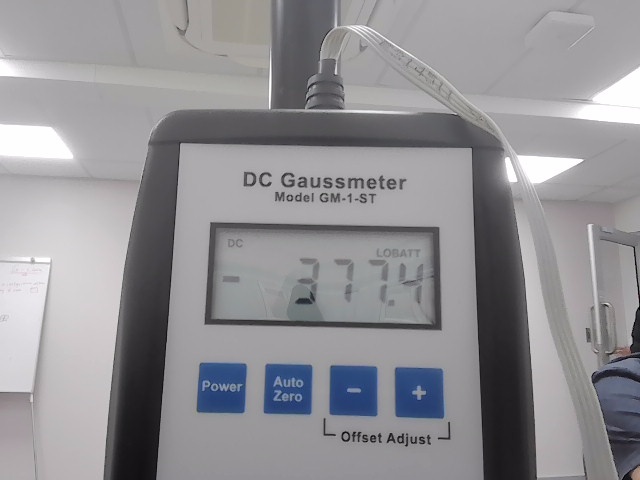 DC Gaussmeter
Model GM-1-ST
DC
LOBATT
- 377.4
Power
Auto
Zero
-
+
Offset Adjust